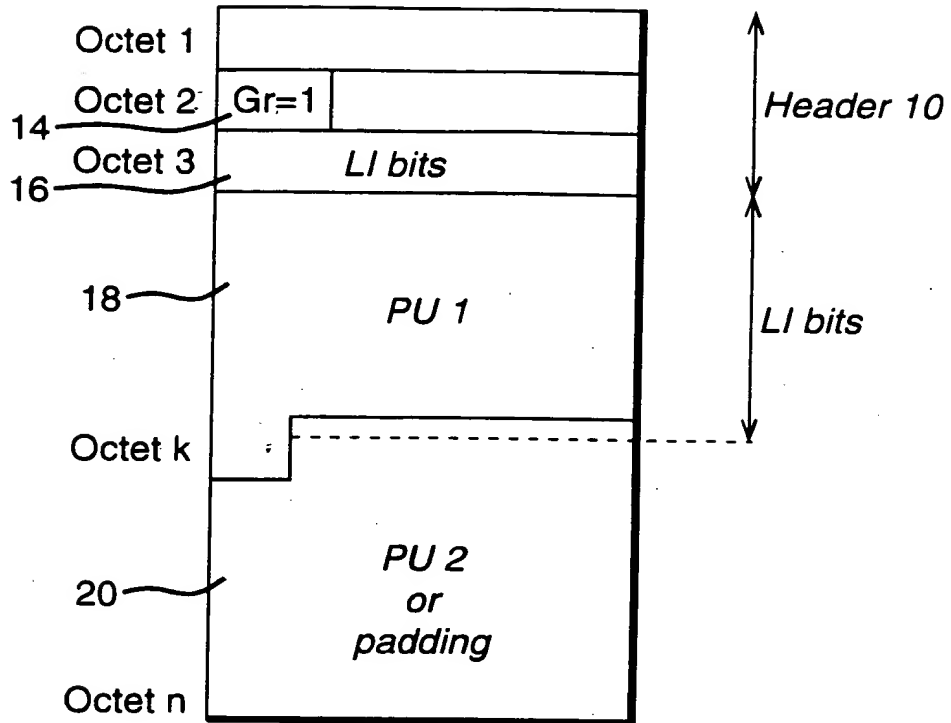 Octet 1
Octet 2 Gr=1
14
Header 10
Octet 3 LI bits
16
18
PU 1
LI bits
Octet k
PU 2
20
or
padding
Octet n